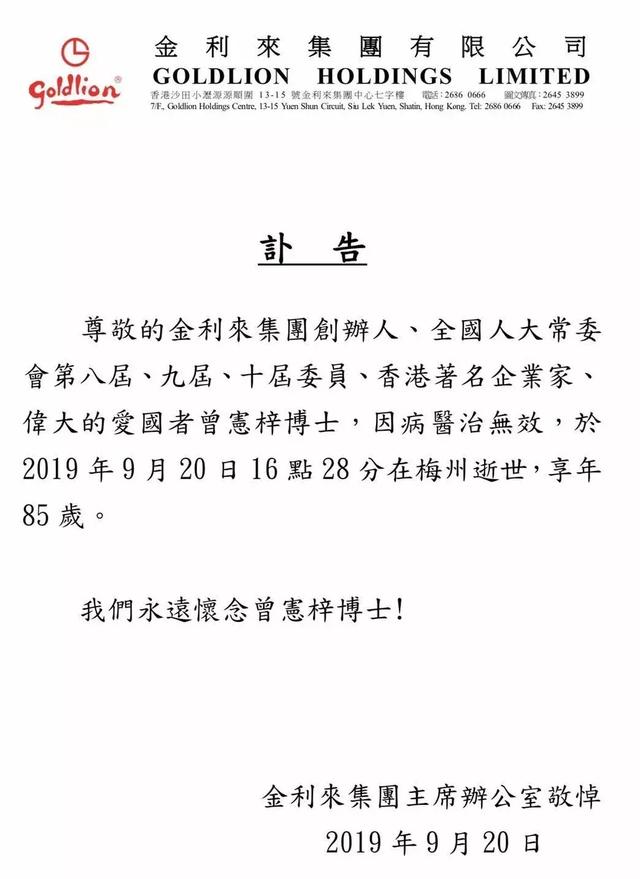 金利來集團有限公司
Goldlion®
GOLDLION HOLDINGS LIMITED
香港沙田小瀝源源順圍 13-15 號金利來集團中心七字樓 電話：2686 0666 圖文傳真：2645 3899
7/F., Goldlion Holdings Centre, 13-15 Yuen Shun Circuit, Siu Lek Yuen, Shatin, Hong Kong. Tel: 2686 0666 Fax: 2645 3899
訃 告
尊敬的金利來集團創辦人、全國人大常委
會第八屆、九屆、十屆委員、香港著名企業家、
偉大的愛國者曾憲梓博士，因病醫治無效，於
2019 年 9 月 20 日 16 點 28 分在梅州逝世，享年
85 歲。
我們永遠懷念曾憲梓博士！
金利來集團主席辦公室敬悼
2019 年 9 月 20 日